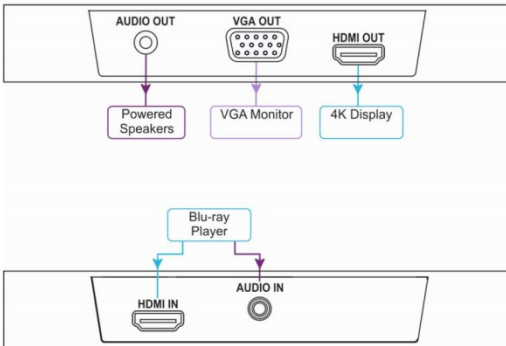 AUDIO OUT
VGA OUT
HDMI OUT
Powered
Speakers
VGA Monitor
4K Display
Blu-ray
Player
HDMI IN
AUDIO IN